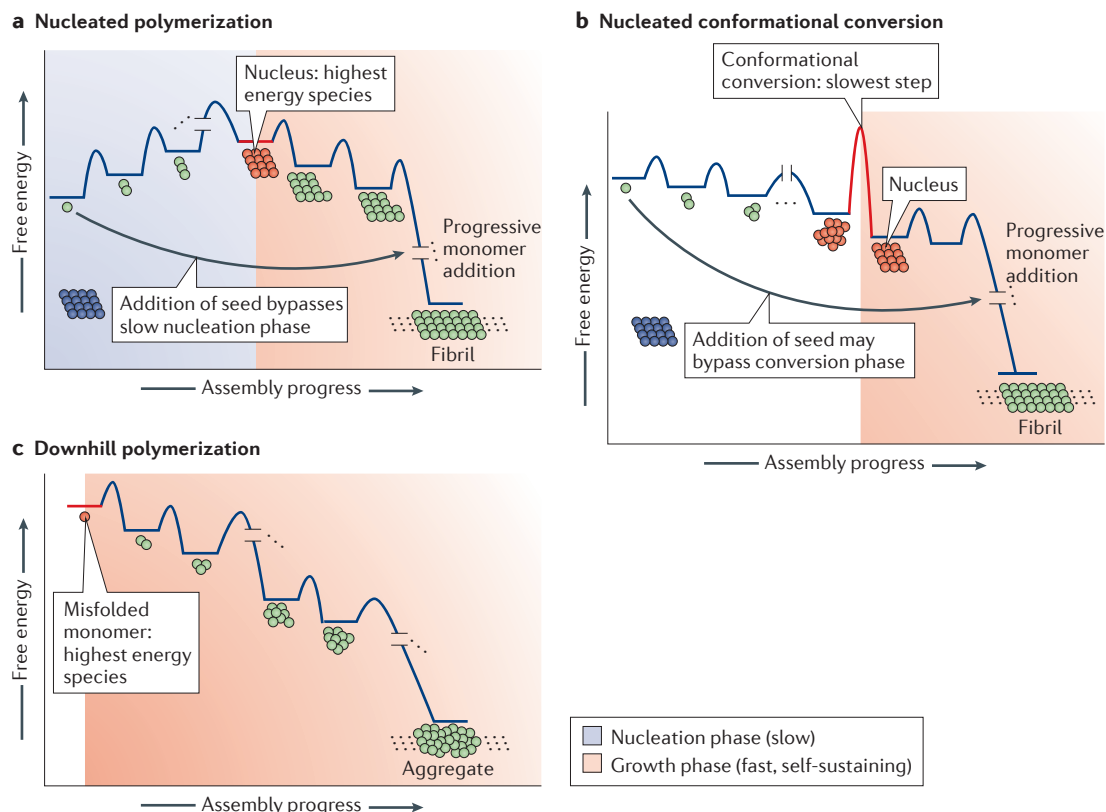 a Nucleated polymerization
Nucleus: highest
energy species
Free energy
Addition of seed bypasses
slow nucleation phase
Progressive
monomer
addition
Fibril
Assembly progress
b Nucleated conformational conversion
Conformational
conversion: slowest step
Nucleus
Free energy
Progressive
monomer
addition
Addition of seed may
bypass conversion phase
Fibril
Assembly progress
c Downhill polymerization
Free energy
Misfolded
monomer:
highest energy
species
Aggregate
Assembly progress
Nucleation phase (slow)
Growth phase (fast, self-sustaining)